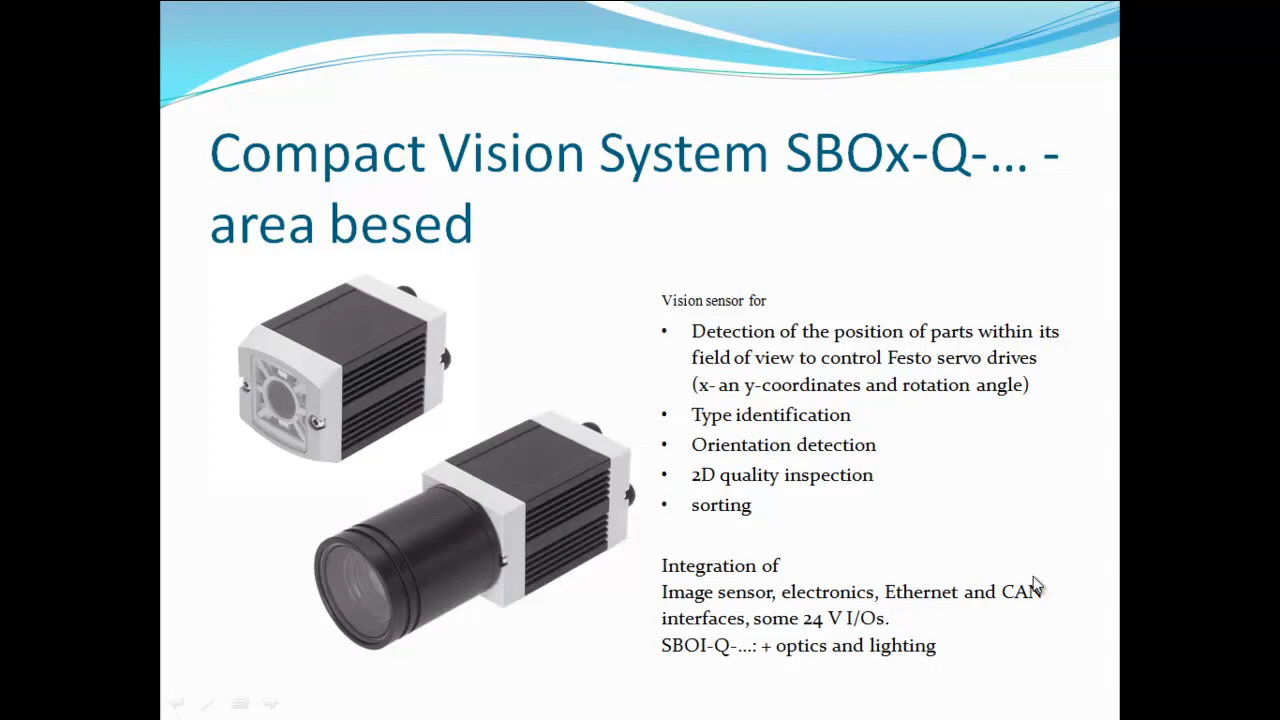 Compact Vision System SBOx-Q-... -
area besed
Vision sensor for
• Detection of the position of parts within its
field of view to control Festo servo drives
(x- an y-coordinates and rotation angle)
• Type identification
• Orientation detection
• 2D quality inspection
• sorting
Integration of
Image sensor, electronics, Ethernet and CAN
interfaces, some 24 V I/Os.
SBOI-Q-...: + optics and lighting